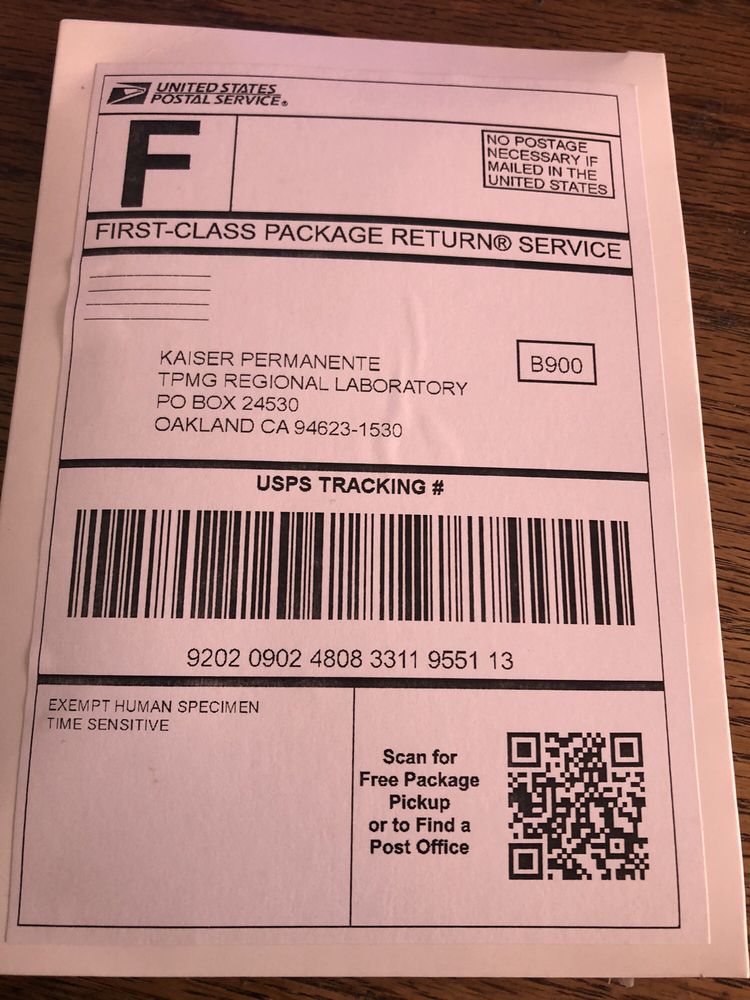 UNITED STATES
POSTAL SERVICE®
F
NO POSTAGE
NECESSARY IF
MAILED IN THE
UNITED STATES
FIRST-CLASS PACKAGE RETURN® SERVICE
KAISER PERMANENTE
TPMG REGIONAL LABORATORY
PO BOX 24530
OAKLAND CA 94623-1530
B900
USPS TRACKING #
9202 0902 4808 3311 9551 13
EXEMPT HUMAN SPECIMEN
TIME SENSITIVE
Scan for
Free Package
Pickup
or to Find a
Post Office